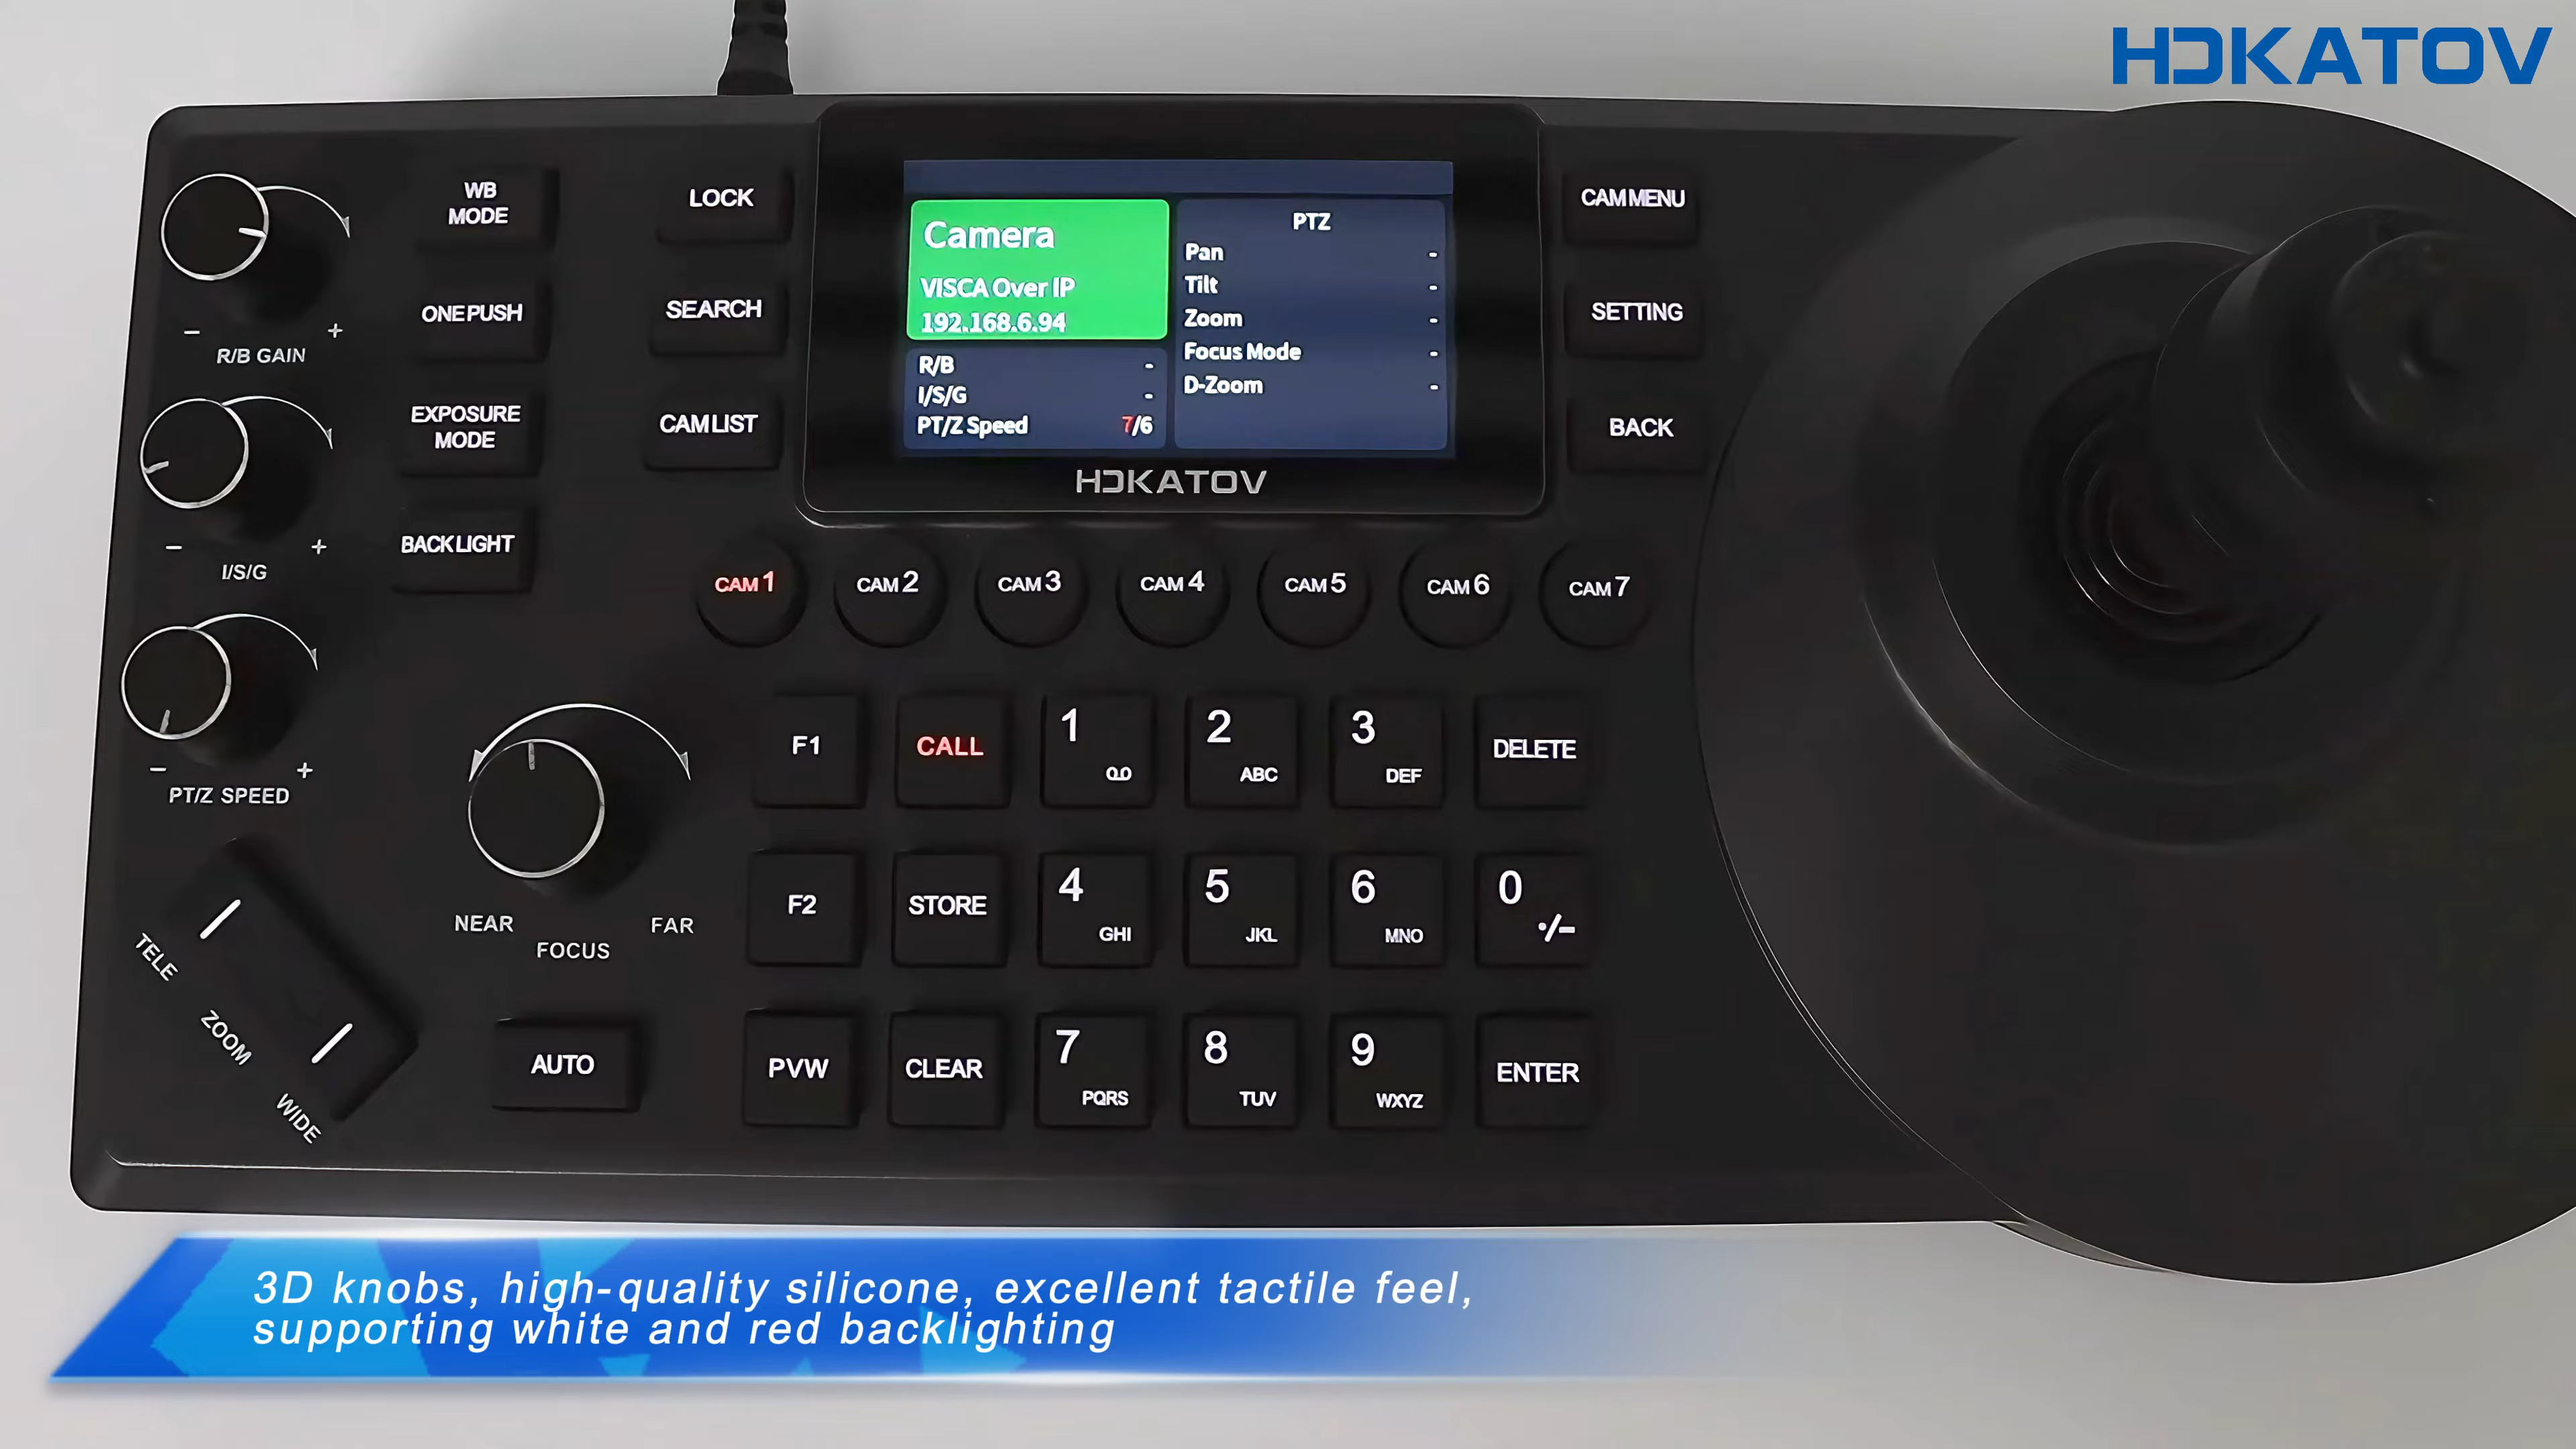 HDKATOV
WB
MODE
LOCK
CAM MENU
ONE PUSH
SEARCH
SETTING
EXPOSURE
MODE
CAM LIST
BACK
BACKLIGHT
Camera
VISCA Over IP
192.168.6.94
R/B -
I/S/G -
PT/Z Speed 7/6
PTZ
Pan -
Tilt -
Zoom -
Focus Mode -
D-Zoom -
HDKATOV
- +
R/B GAIN
- +
I/S/G
- +
PT/Z SPEED
CAM 1
CAM 2
CAM 3
CAM 4
CAM 5
CAM 6
CAM 7
F1
CALL
1
2 ABC
3 DEF
DELETE
F2
STORE
4 GHI
5 JKL
6 MNO
0 ·/-
PVW
CLEAR
7 PQRS
8 TUV
9 WXYZ
ENTER
NEAR
FAR
FOCUS
AUTO
TELE
ZOOM
WIDE
3D knobs, high-quality silicone, excellent tactile feel,
supporting white and red backlighting